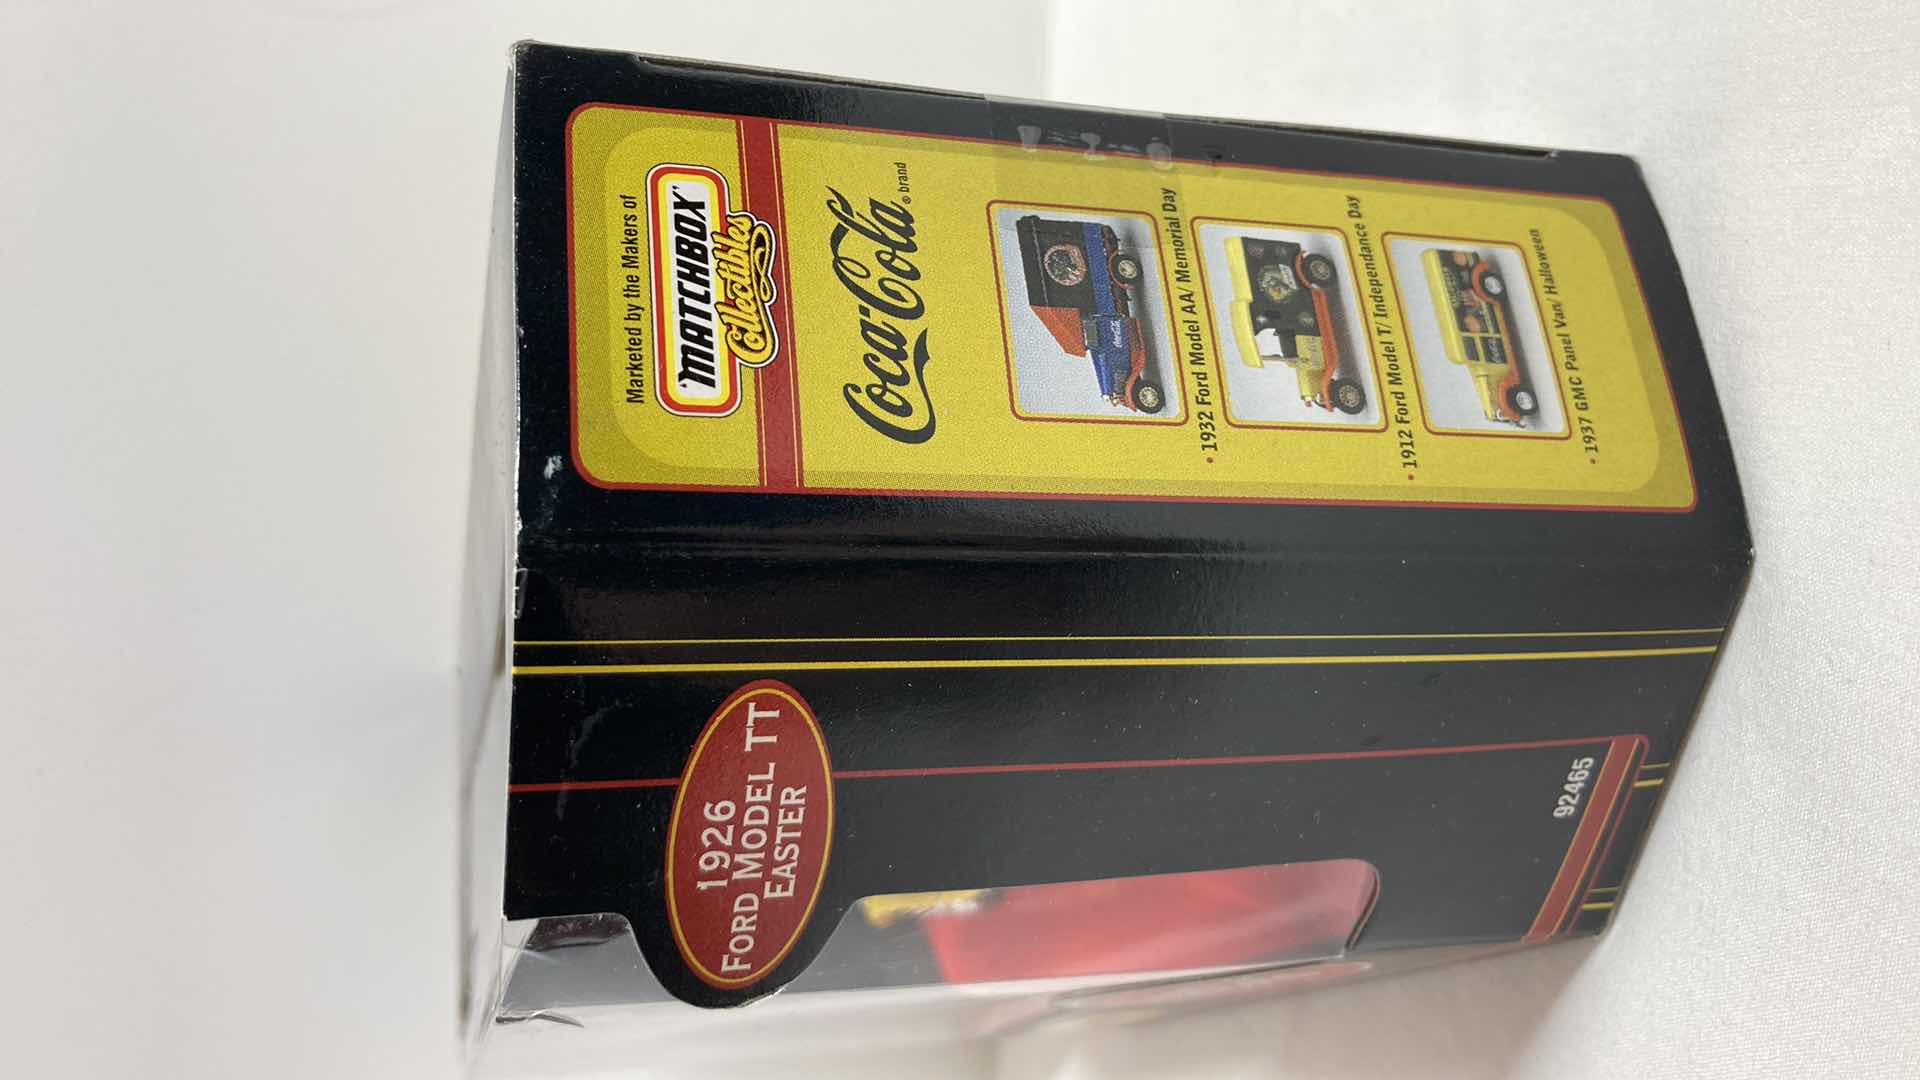 Marketed by the Makers of
MATCHBOX
Collectibles
Coca-Cola® brand
• 1932 Ford Model AA/ Memorial Day
• 1912 Ford Model T/ Independance Day
• 1937 GMC Panel Van/ Halloween
1926
FORD MODEL TT
EASTER
92465